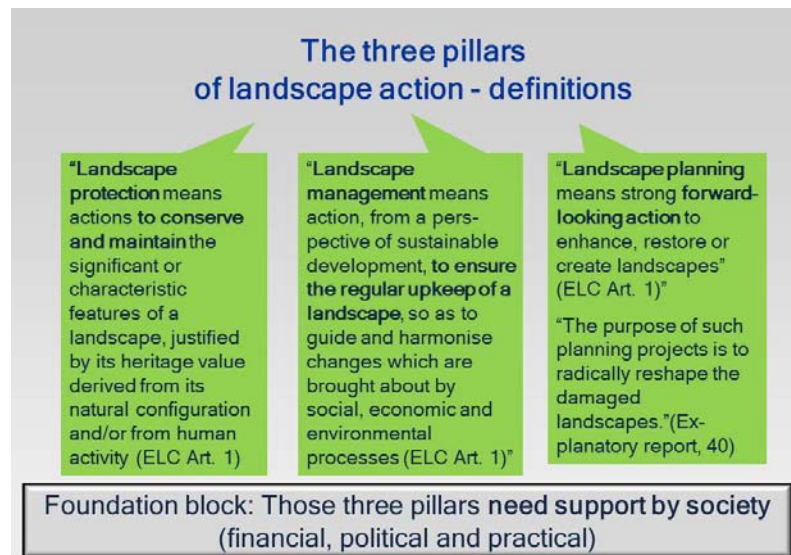 The three pillars
of landscape action - definitions
“Landscape
protection means
actions to conserve
and maintain the
significant or
characteristic
features of a
landscape, justified
by its heritage value
derived from its
natural configuration
and/or from human
activity (ELC Art. 1)
“Landscape
management means
action, from a pers-
pective of sustainable
development, to ensure
the regular upkeep of a
landscape, so as to
guide and harmonise
changes which are
brought about by
social, economic and
environmental
processes (ELC Art. 1)”
“Landscape planning
means strong forward-
looking action to
enhance, restore or
create landscapes”
(ELC Art. 1)”
“The purpose of such
planning projects is to
radically reshape the
damaged
landscapes.”(Ex-
planatory report, 40)
Foundation block: Those three pillars need support by society
(financial, political and practical)